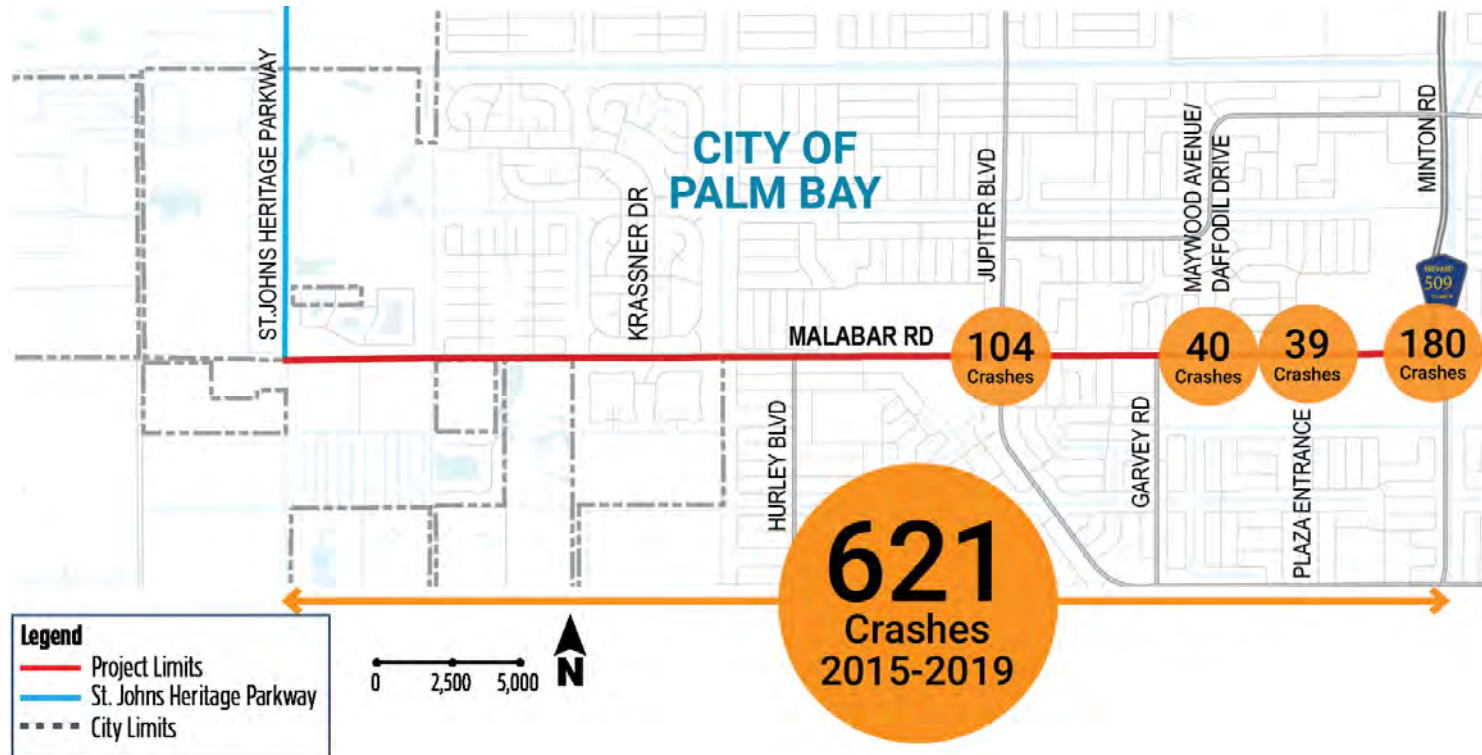 ST.JOHNS HERITAGE PARKWAY
KRASSNER DR
CITY OF
PALM BAY
JUPITER BLVD
MAYWOOD AVENUE/
DAFFODIL DRIVE
MINTON RD
BREVARD
509
COUNTY
MALABAR RD
104
Crashes
40
Crashes
39
Crashes
180
Crashes
HURLEY BLVD
GARVEY RD
PLAZA ENTRANCE
621
Crashes
2015-2019
Legend
Project Limits
St. Johns Heritage Parkway
City Limits
0 2,500 5,000
N